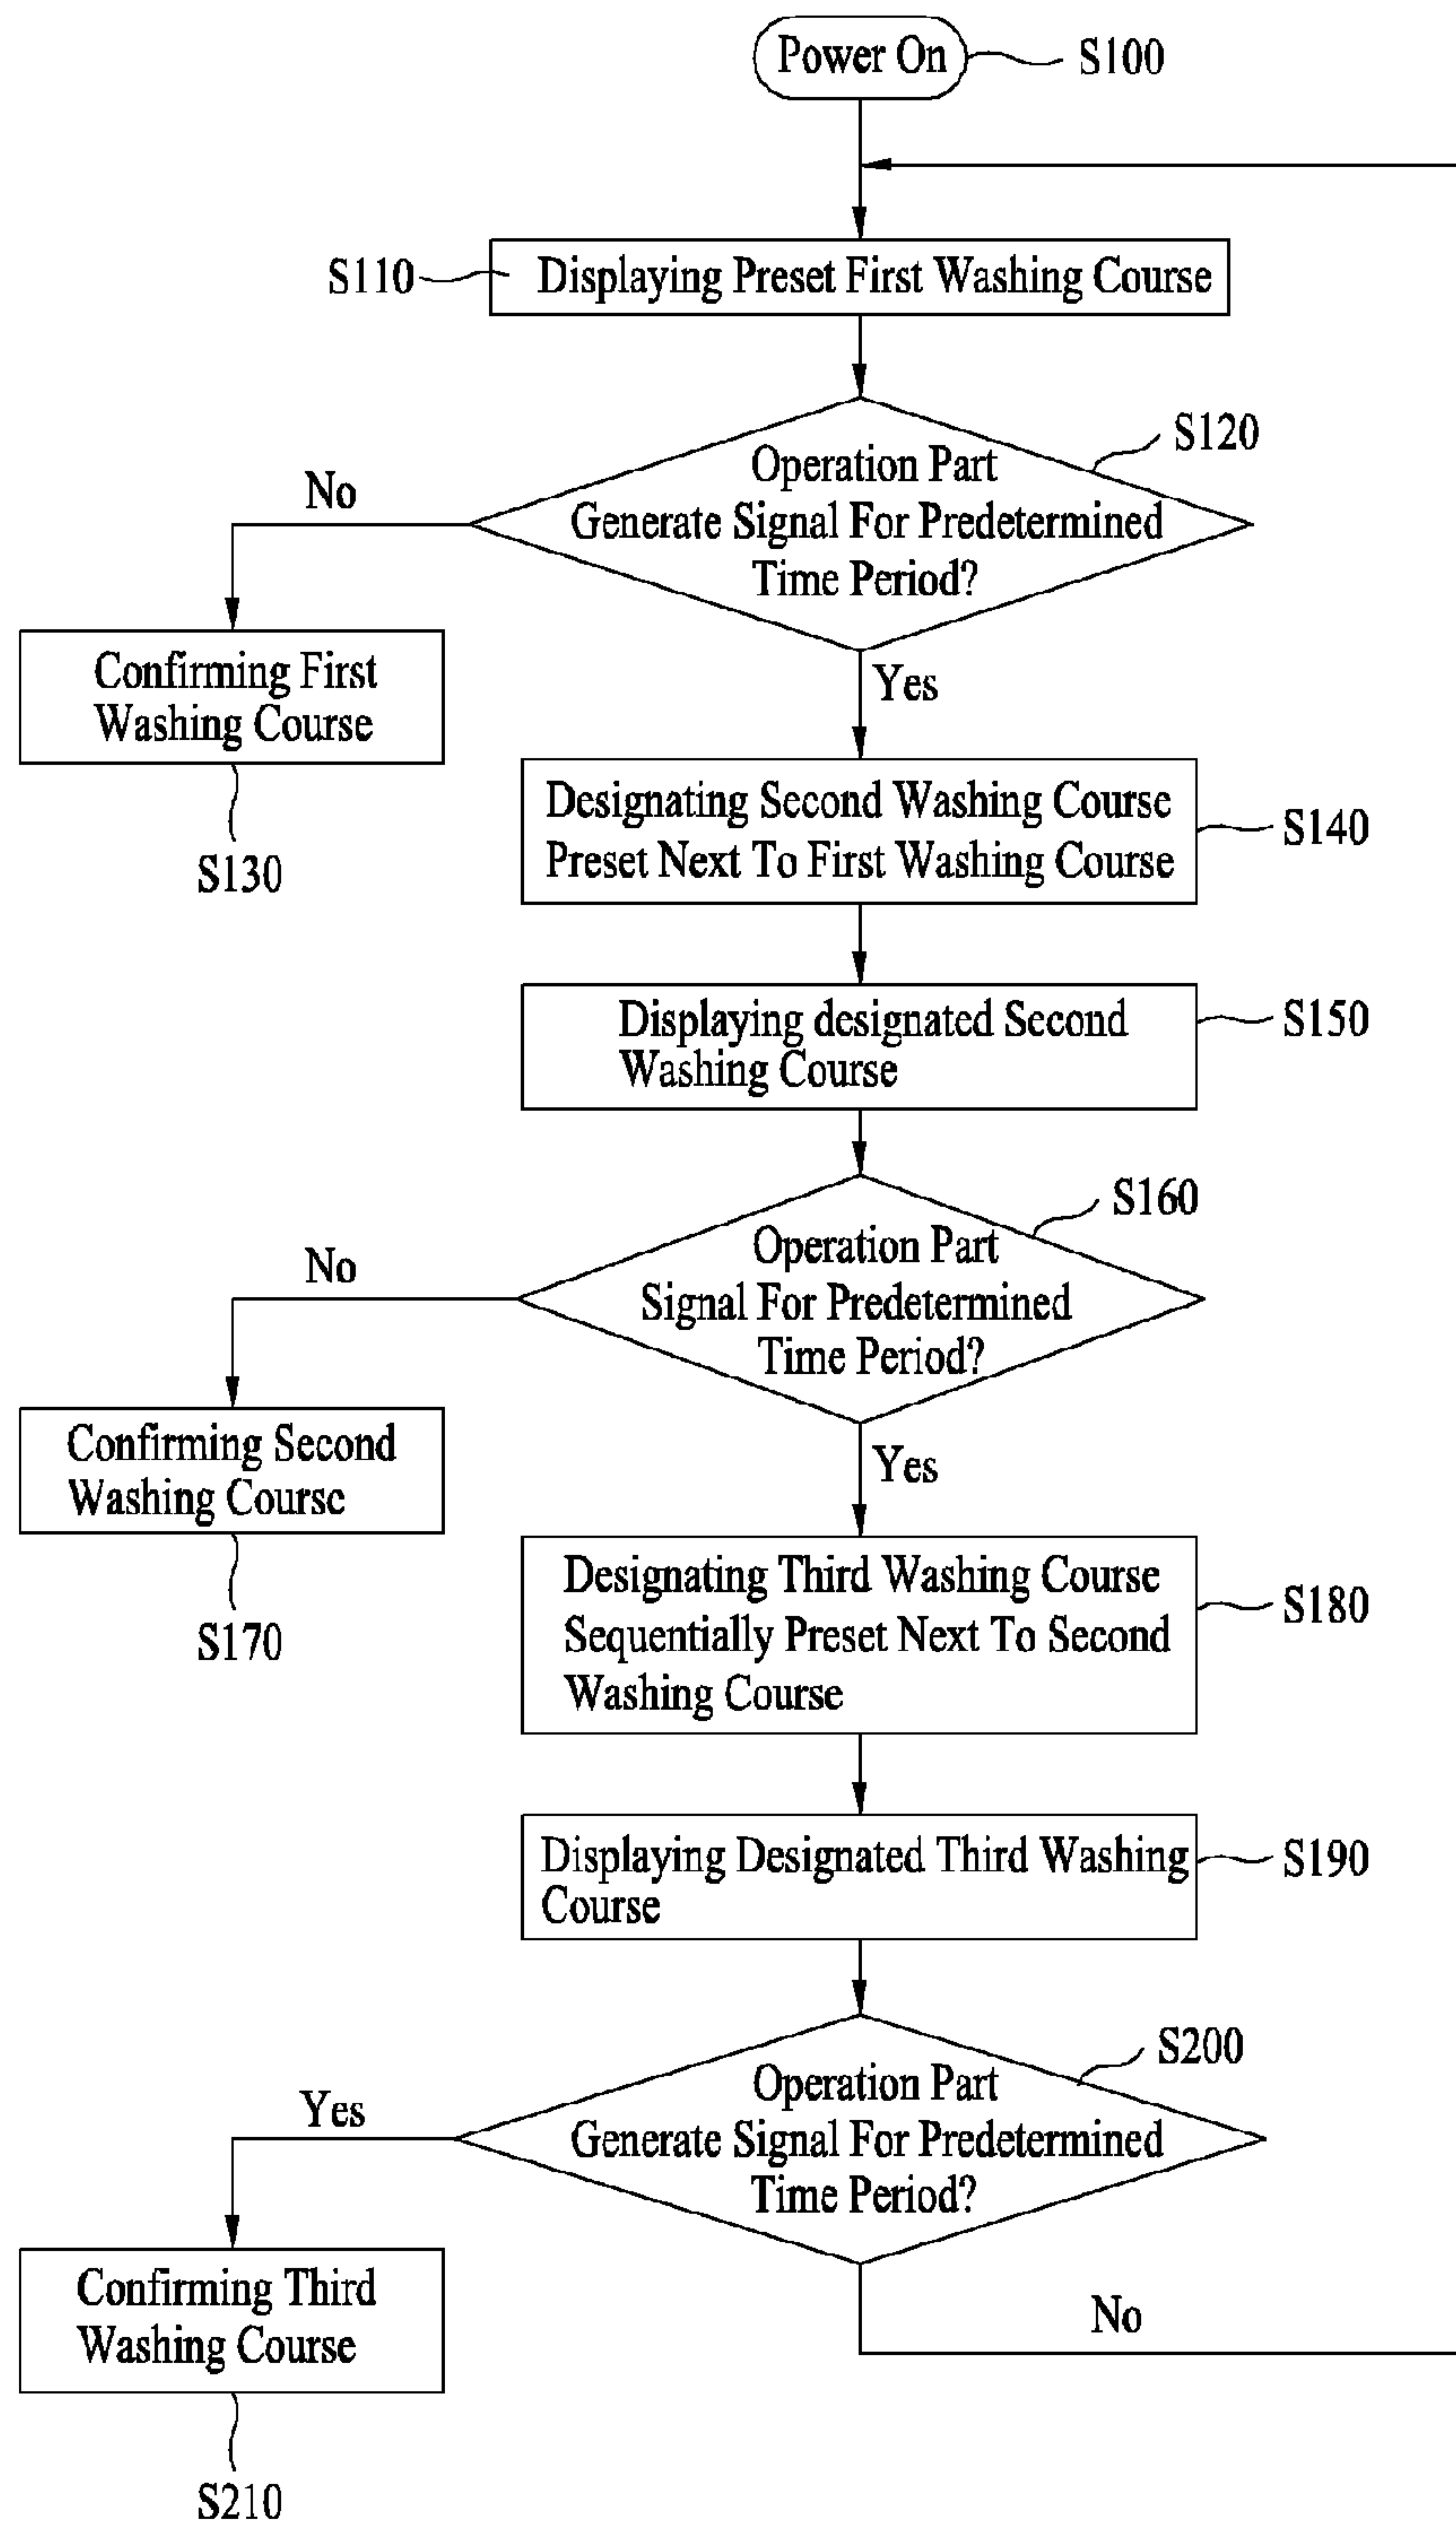 Power On
S100
S110
Displaying Preset First Washing Course
S120
Operation Part
Generate Signal For Predetermined
Time Period?
No
Yes
Confirming First
Washing Course
S130
Designating Second Washing Course
Preset Next To First Washing Course
S140
Displaying designated Second
Washing Course
S150
S160
Operation Part
Signal For Predetermined
Time Period?
No
Yes
Confirming Second
Washing Course
S170
Designating Third Washing Course
Sequentially Preset Next To Second
Washing Course
S180
Displaying Designated Third Washing
Course
S190
S200
Operation Part
Generate Signal For Predetermined
Time Period?
Yes
No
Confirming Third
Washing Course
S210